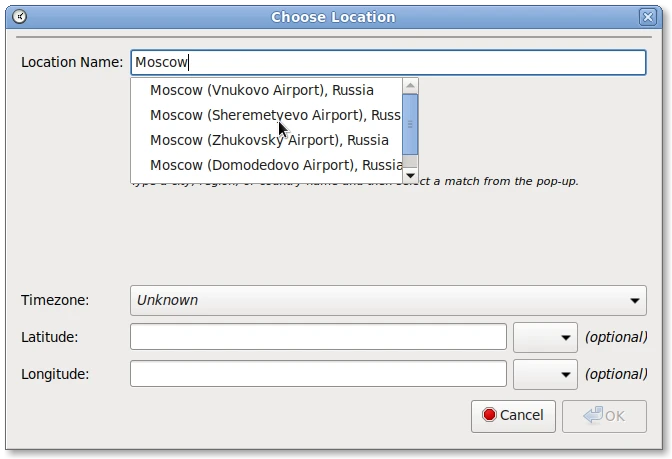 Choose Location
Location Name: Moscow
Moscow (Vnukovo Airport), Russia
Moscow (Sheremetyevo Airport), Russ
Moscow (Zhukovsky Airport), Russia
Moscow (Domodedovo Airport), Russia
Type a city, region, or country name and then select a match from the pop-up.
Timezone: Unknown
Latitude: (optional)
Longitude: (optional)
Cancel OK